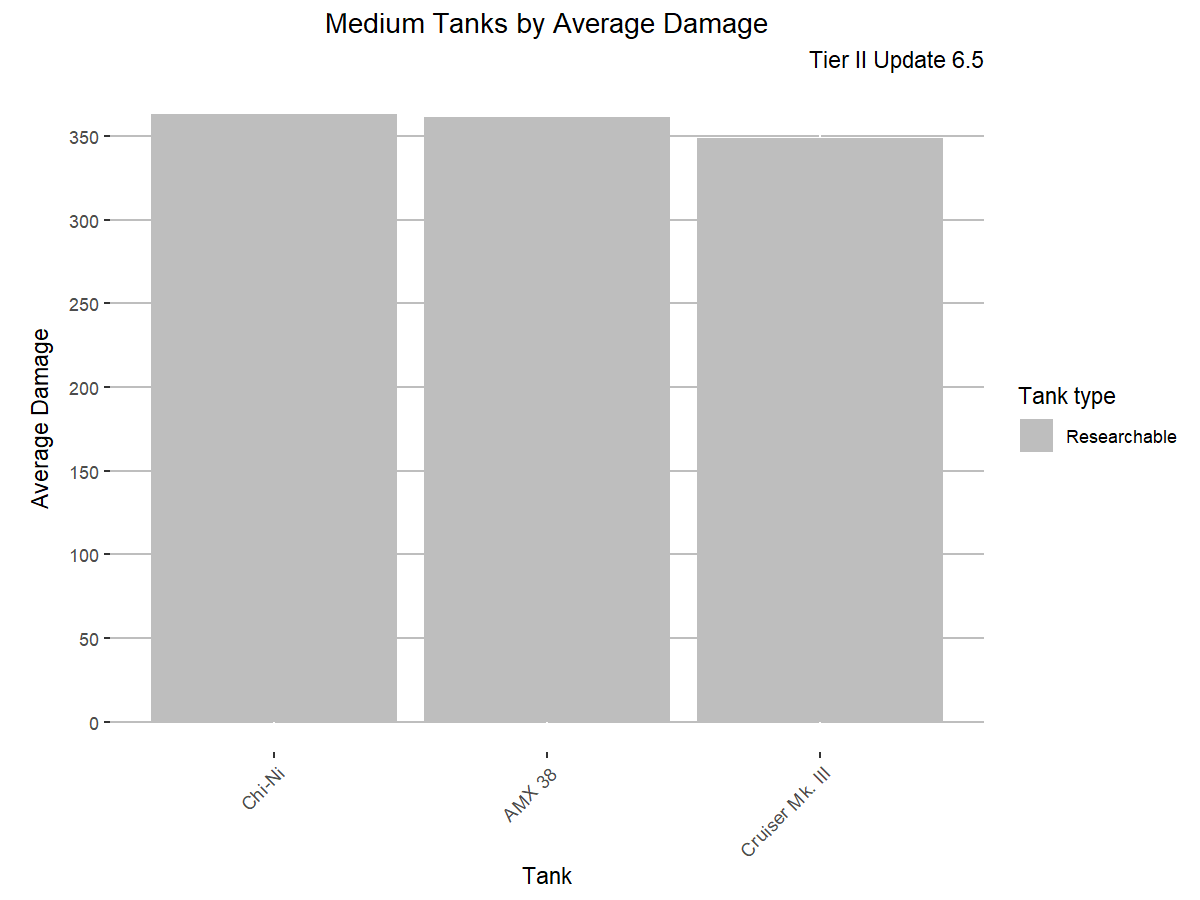 Medium Tanks by Average Damage
Tier II Update 6.5
Average Damage
350
300
250
200
150
100
50
0
Chi-Ni
AMX 38
Cruiser Mk. III
Tank
Tank type
Researchable